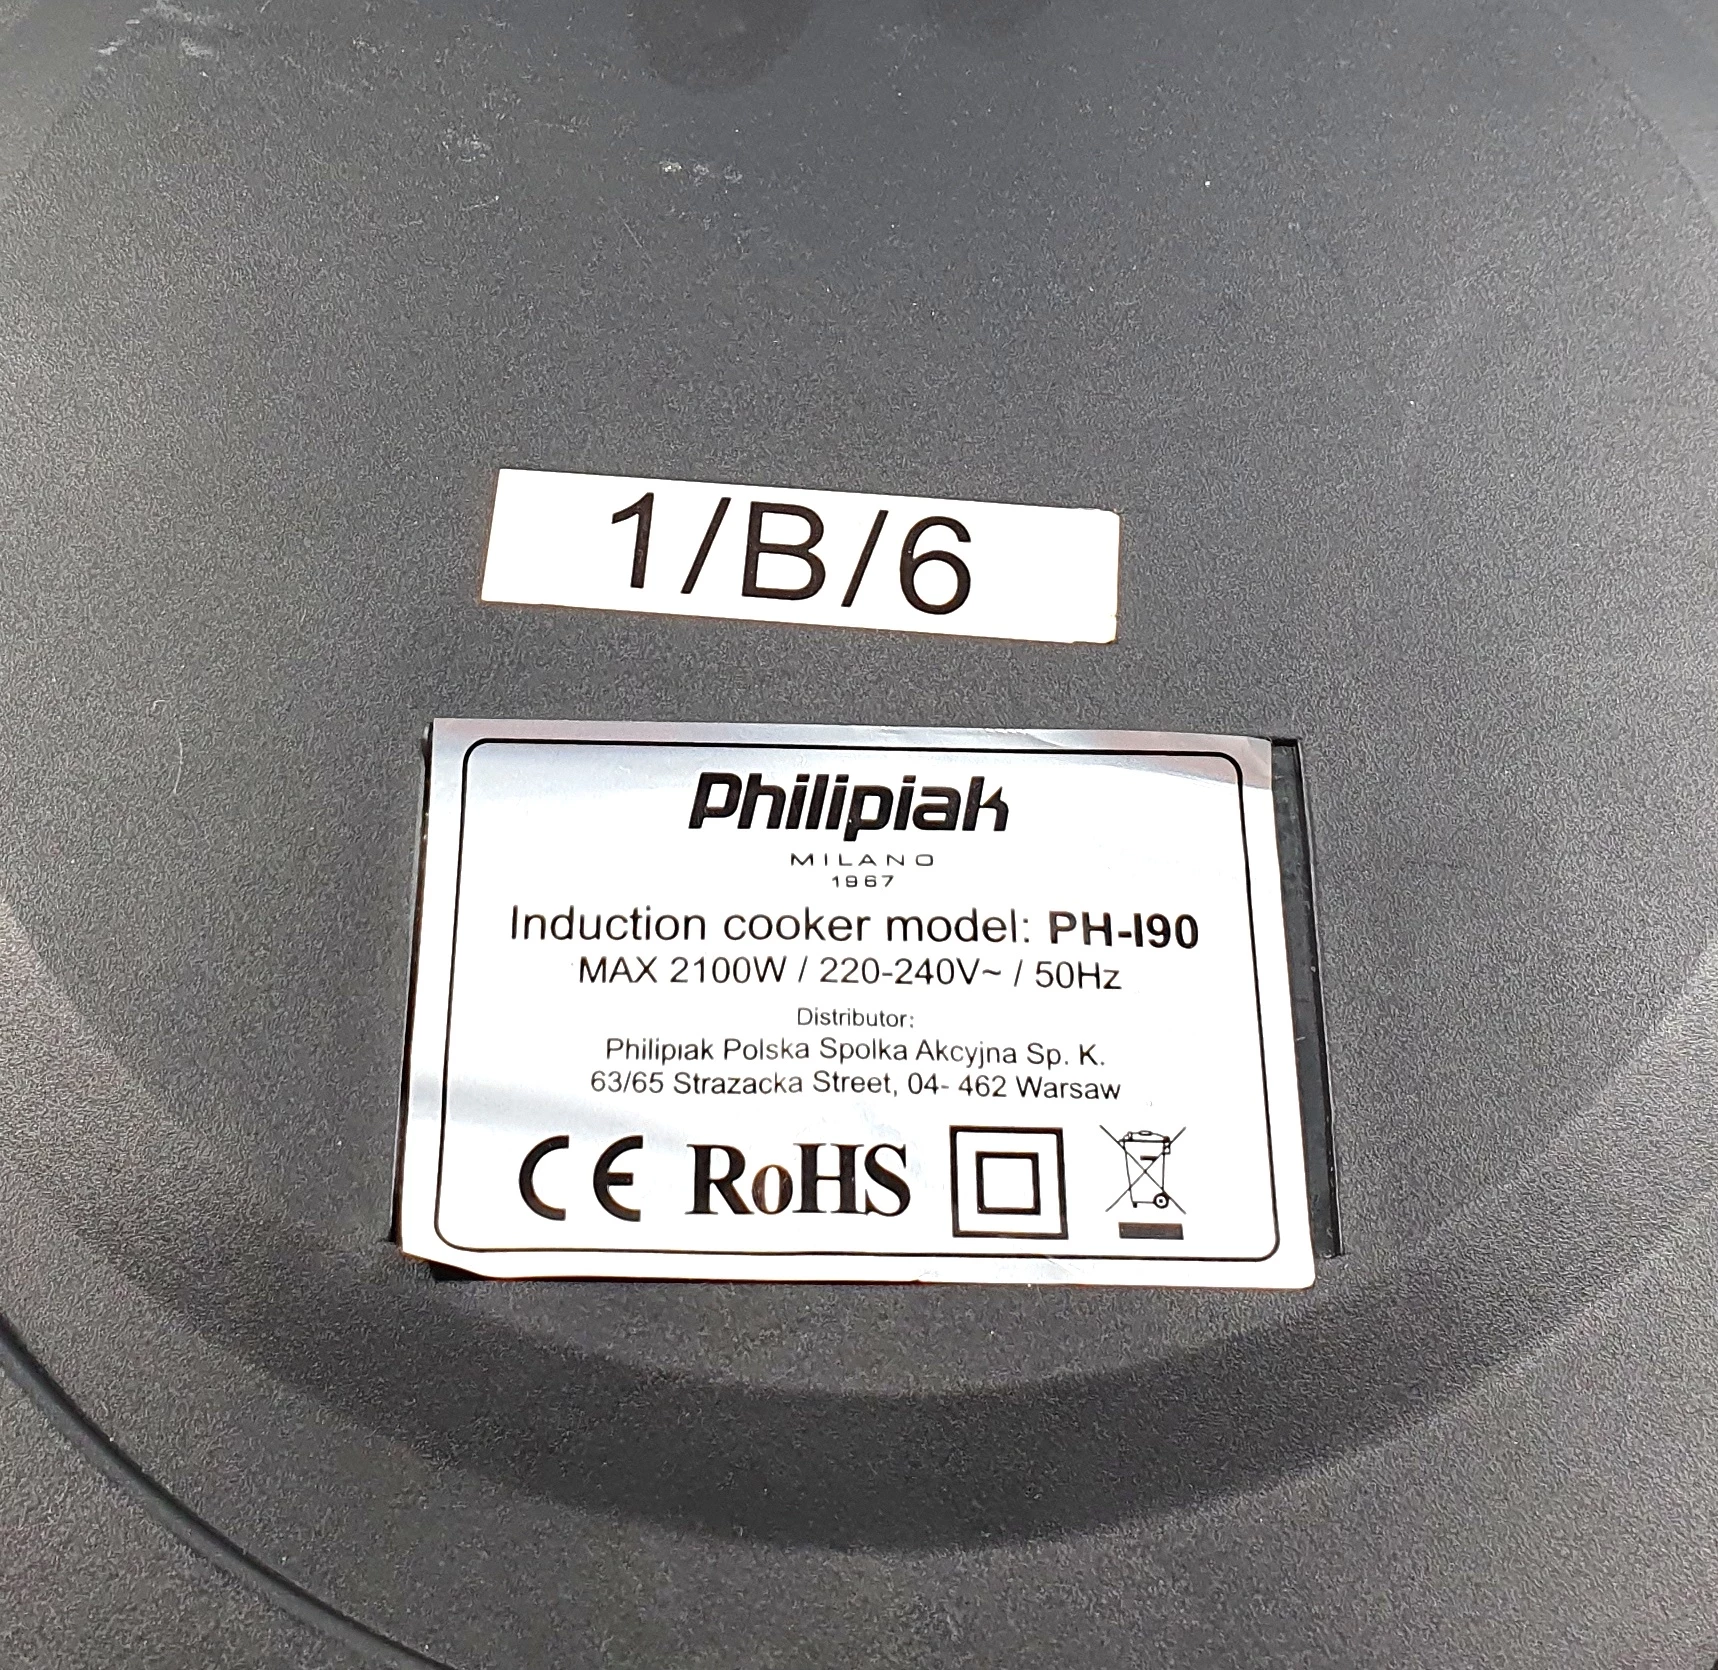 1/B/6
Philipiak
MILANO
1967
Induction cooker model: PH-I90
MAX 2100W / 220-240V~ / 50Hz
Distributor:
Philipiak Polska Spolka Akcyjna Sp. K.
63/65 Strazacka Street, 04- 462 Warsaw
CE RoHS